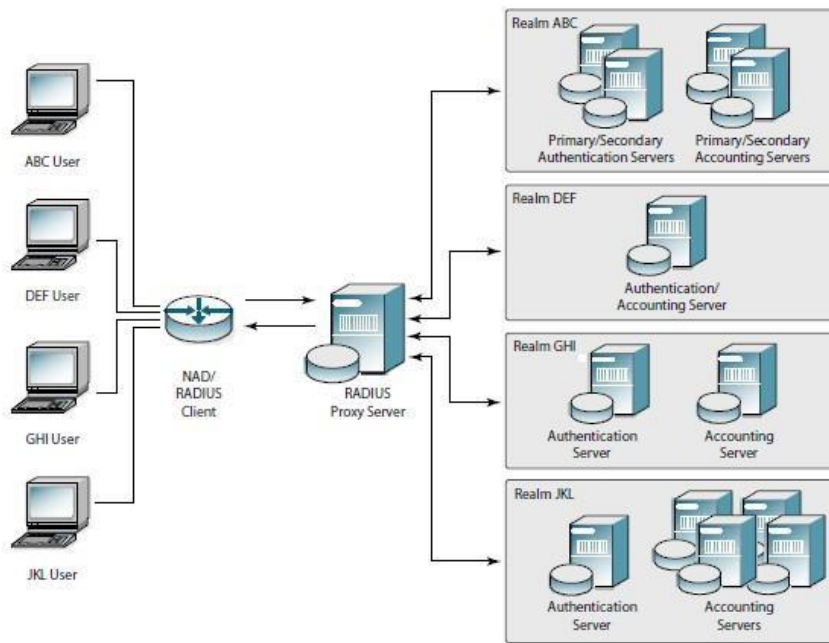 ABC User
DEF User
GHI User
JKL User
NAD/
RADIUS
Client
RADIUS
Proxy Server
Realm ABC
Primary/Secondary
Authentication Servers
Primary/Secondary
Accounting Servers
Realm DEF
Authentication/
Accounting Server
Realm GHI
Authentication
Server
Accounting
Server
Realm JKL
Authentication
Server
Accounting
Servers